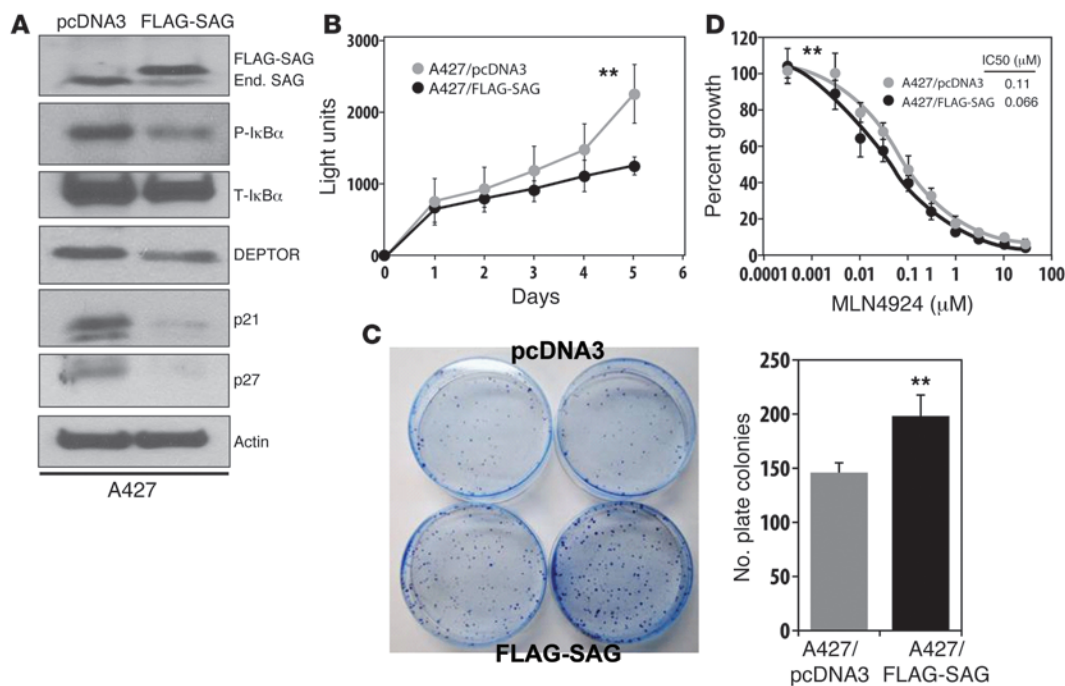 A
pcDNA3 FLAG-SAG
FLAG-SAG
End. SAG
P-IκBα
T-IκBα
DEPTOR
p21
p27
Actin
A427
B
3000
2000
1000
0
Light units
A427/pcDNA3
A427/FLAG-SAG
**
0 1 2 3 4 5 6
Days
D
120
100
80
60
40
20
0
Percent growth
**
IC50 (μM)
A427/pcDNA3 0.11
A427/FLAG-SAG 0.066
0.0001 0.001 0.01 0.1 1 10 100
MLN4924 (μM)
C
pcDNA3
FLAG-SAG
250
200
150
100
50
0
No. plate colonies
**
A427/ A427/
pcDNA3 FLAG-SAG